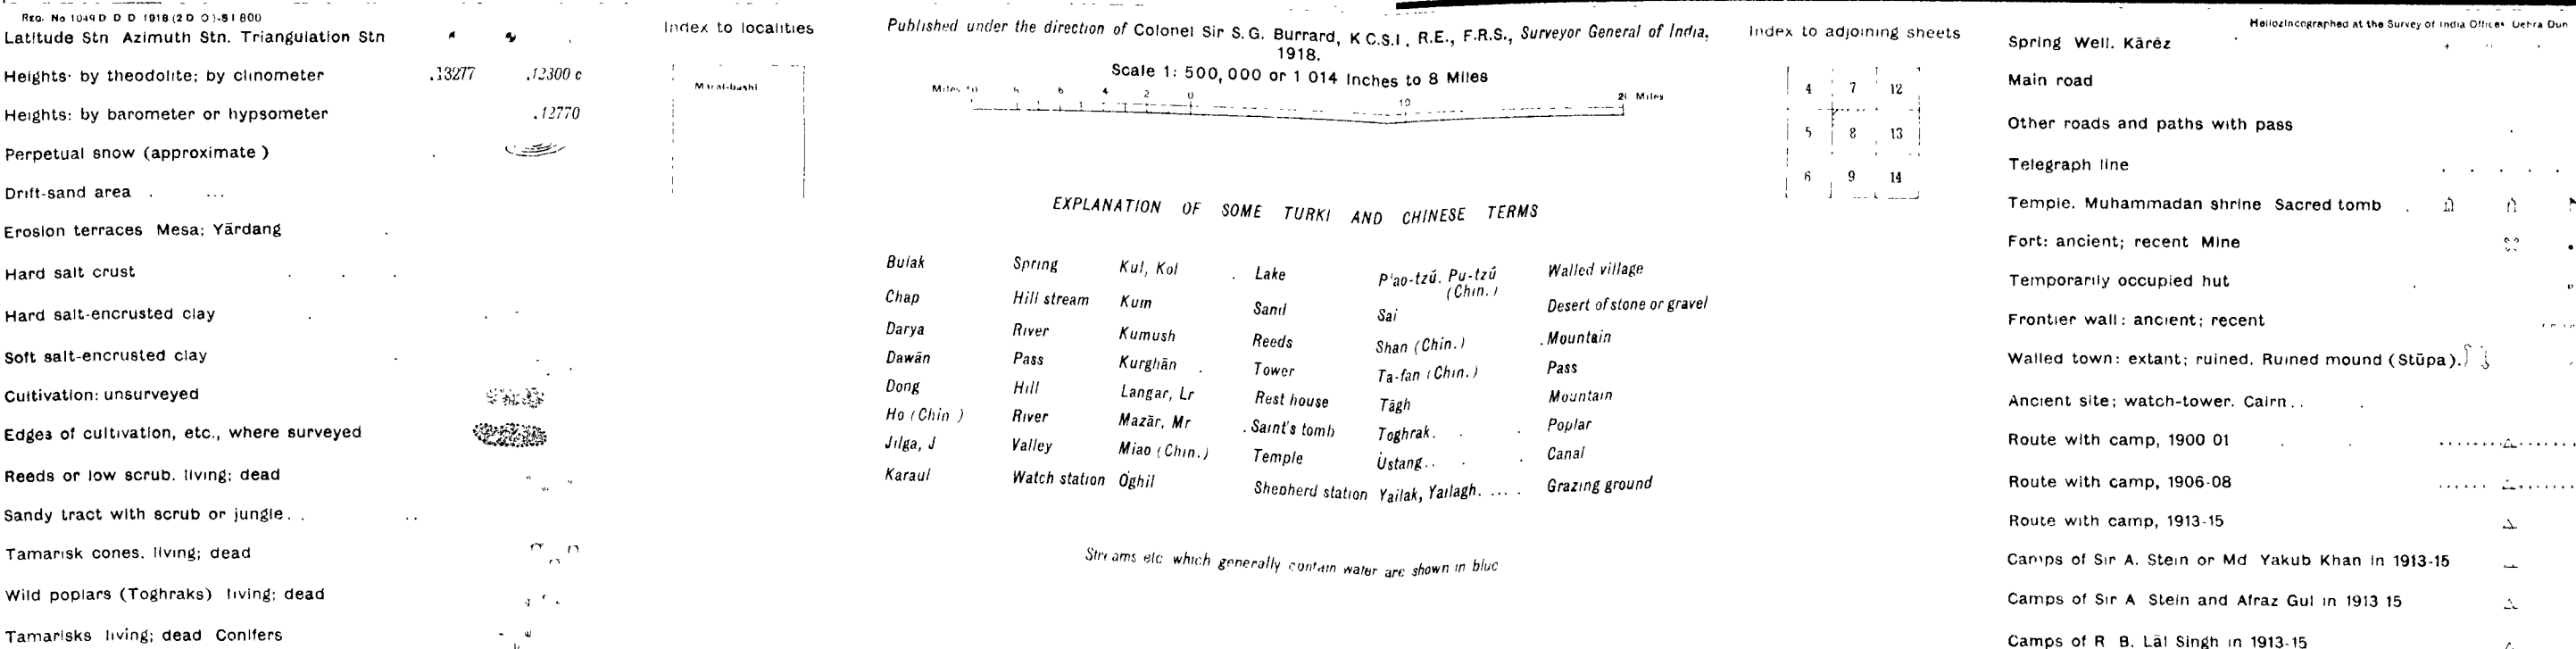 REG. No 1049 D D D 1918 (2 D O)-51 800
Latitude Stn Azimuth Stn. Triangulation Stn
Heights· by theodolite; by clinometer .13277 .12300 c
Heights: by barometer or hypsometer .12770
Perpetual snow (approximate )
Drift-sand area . ...
Erosion terraces Mesa; Yārdang
Hard salt crust
Hard salt-encrusted clay
Soft salt-encrusted clay
Cultivation: unsurveyed
Edges of cultivation, etc., where surveyed
Reeds or low scrub. living; dead
Sandy tract with scrub or jungle. .
Tamarisk cones. living; dead
Wild poplars (Toghraks) living; dead
Tamarisks living; dead Conifers
Index to localities
Maral-bashi
Published under the direction of Colonel Sir S. G. Burrard, K C.S.I , R.E., F.R.S., Surveyor General of India,
1918.
Scale 1: 500,000 or 1 014 Inches to 8 Miles
Miles 6 4 2 0 10 Miles
EXPLANATION OF SOME TURKI AND CHINESE TERMS
Bulak Spring Kul, Kol . Lake P'ao-tzŭ. Pu-tzŭ (Chin.) Walled village
Chap Hill stream Kum Sand Sai Desert of stone or gravel
Darya River Kumush Reeds Shan (Chin.) .Mountain
Dawān Pass Kurghān . Tower Ta-fan (Chin.) Pass
Dong Hill Langar, Lr Rest house Tāgh Mountain
Ho (Chin ) River Mazār, Mr .Saint's tomb Toghrak. . . Poplar
Jilga, J Valley Miao (Chin.) Temple Üstang.. . . Canal
Karaul Watch station Öghil Shepherd station Yailak, Yailagh. ... . Grazing ground
Streams etc which generally contain water are shown in blue
Index to adjoining sheets
4 7 12
5 8 13
6 9 14
Heliozincographed at the Survey of India Offices Dehra Dun
Spring Well. Kārēz
Main road
Other roads and paths with pass
Telegraph line
Temple. Muhammadan shrine Sacred tomb
Fort: ancient; recent Mine
Temporarily occupied hut
Frontier wall: ancient; recent
Walled town: extant; ruined. Ruined mound (Stūpa).
Ancient site; watch-tower. Cairn..
Route with camp, 1900 01
Route with camp, 1906-08
Route with camp, 1913-15
Camps of Sir A. Stein or Md Yakub Khan in 1913-15
Camps of Sir A Stein and Afraz Gul in 1913 15
Camps of R B. Lāl Singh in 1913-15